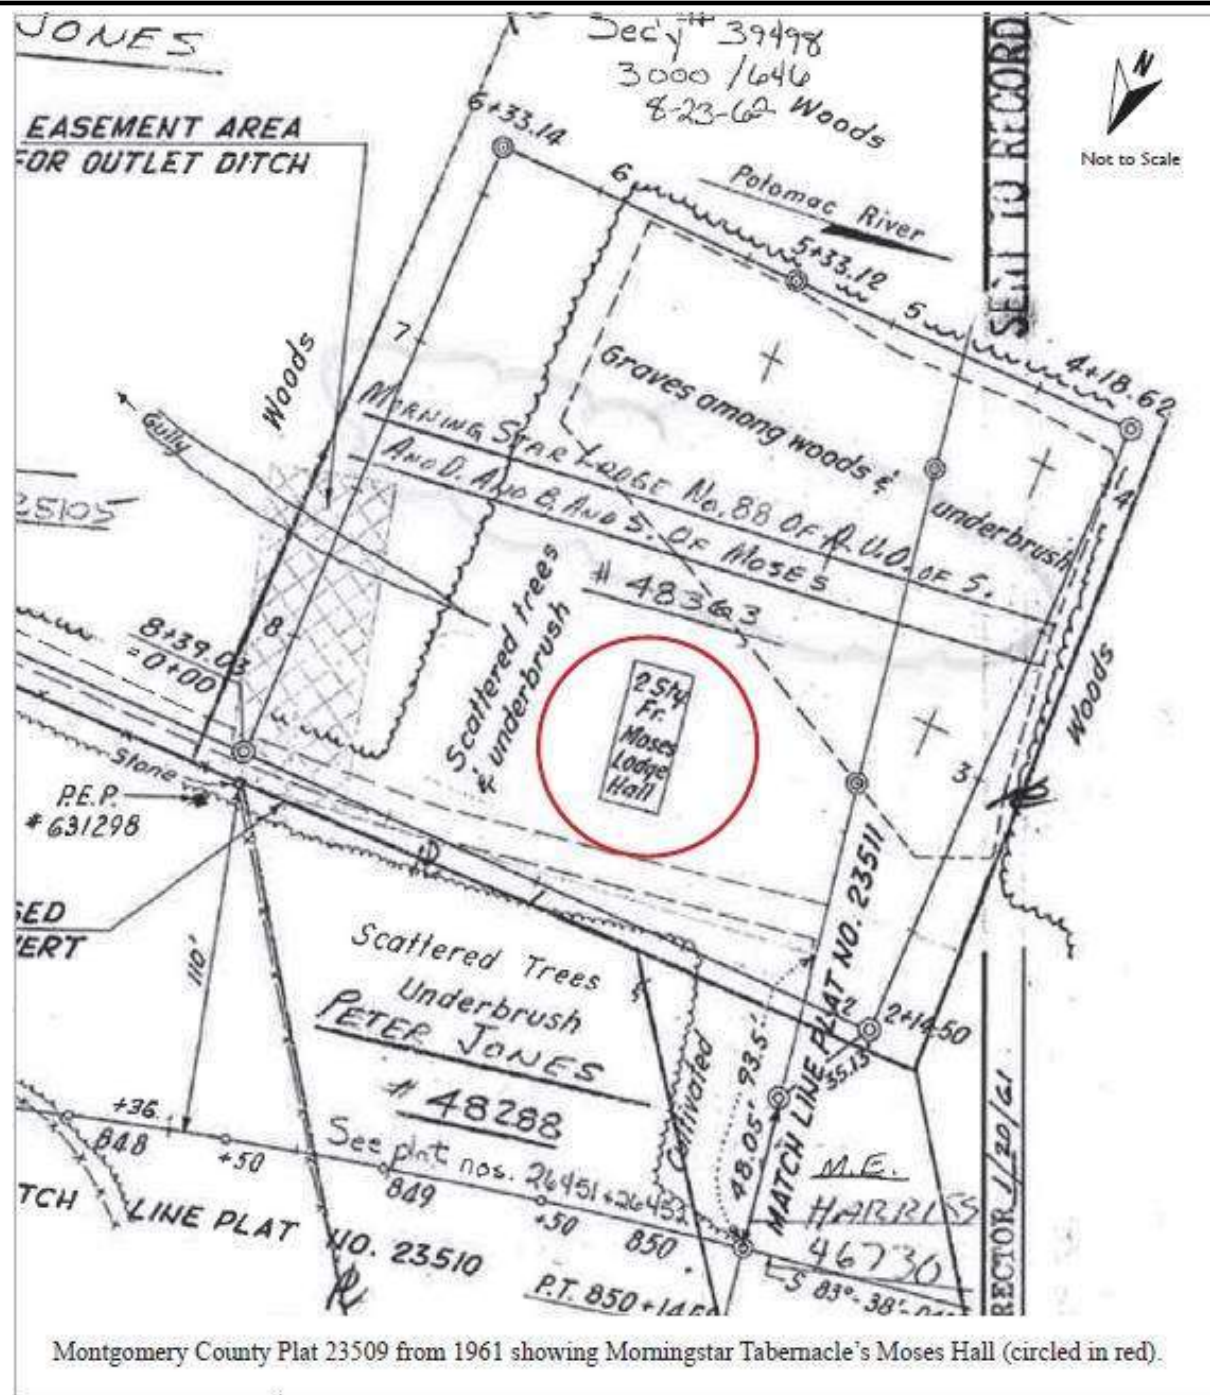 JONES
Sec'y # 39498
3000 / 646
8-23-62
Woods
SENT TO RECORD
N
Not to Scale
EASEMENT AREA
FOR OUTLET DITCH
6+33.14
6
Potomac River
5+33.12
5
4+18.62
Woods
7
Gully
Graves among woods &
underbrush
4
MORNING STAR LODGE NO. 88 OF A.U.O. OF S.
AND D. AND B. AND S. OF MOSES
# 48363
25105
8+39.03
= 0+00
8
Scattered trees
& underbrush
2 Sty.
Fr.
Moses
Lodge
Hall
Woods
3
Stone
P.E.P.
# 631298
SED
VERT
110'
Scattered Trees
Underbrush
PETER JONES
# 48288
See plat nos. 26451+26452
Cultivated
48.05'
93.5'
MATCH LINE PLAT NO. 23511
2
2+14.50
35.13
+36
848
+50
849
+50
850
TCH LINE PLAT NO. 23510
P.T. 850+14.
M.E.
HARRISS
46730
S 83°-38'
RECTOR 1/20/61
Montgomery County Plat 23509 from 1961 showing Morningstar Tabernacle's Moses Hall (circled in red).